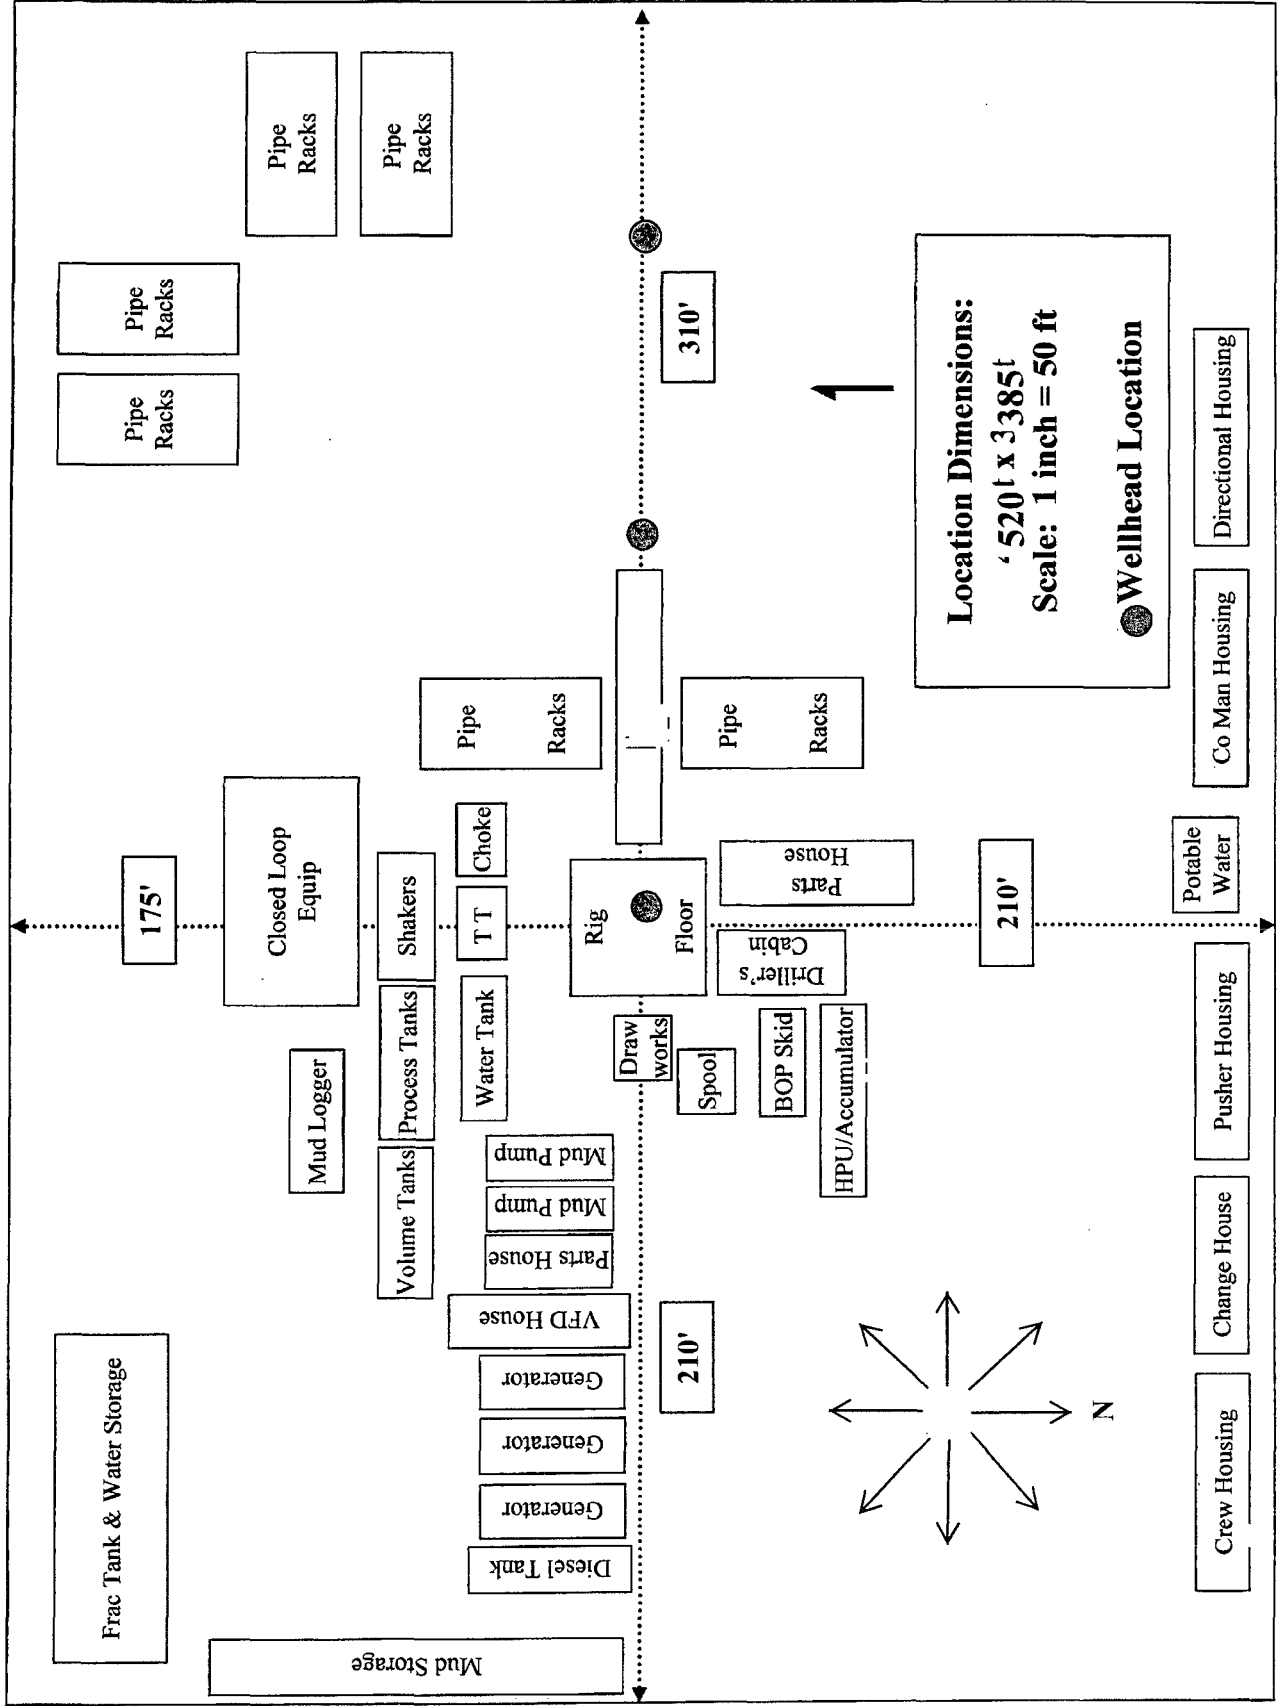 Frac Tank & Water Storage
Pipe
Racks
Pipe
Racks
175'
Pipe
Racks
Pipe
Racks
Closed Loop
Equip
Mud Logger
Volume Tanks
Process Tanks
Shakers
Mud Storage
Diesel Tank
Generator
Generator
Generator
VFD House
Parts House
Mud Pump
Mud Pump
Water Tank
T T
Choke
Pipe
Racks
Rig
Floor
Draw
works
Spool
210'
310'
Pipe
Racks
BOP Skid
HPU/Accumulator
Driller's
Cabin
Parts
House
210'
N
Location Dimensions:
‘520t x 3385t
Scale: 1 inch = 50 ft
Wellhead Location
Crew Housing
Change House
Pusher Housing
Potable
Water
Co Man Housing
Directional Housing